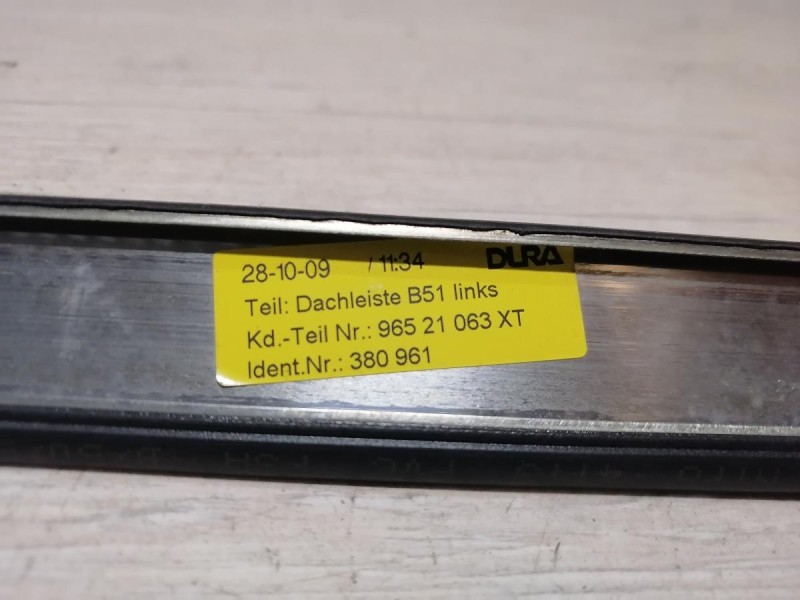 28-10-09 / 11:34 DURA
Teil: Dachleiste B51 links
Kd.-Teil Nr.: 965 21 063 XT
Ident.Nr.: 380 961